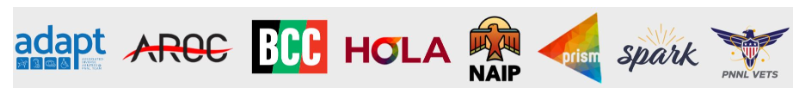 adapt
AROC
BCC
HOLA
NAIP
prism
spark
PNNL VETS